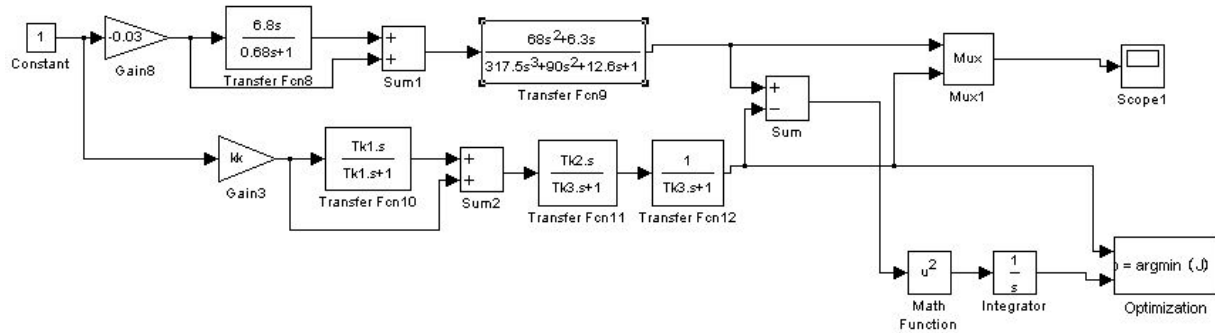 1
Constant
-0.03
Gain8
6.8s
0.68s+1
Transfer Fcn8
+
+
Sum1
68s²+6.3s
317.5s³+90s²+12.6s+1
Transfer Fcn9
+
−
Sum
Mux
Mux1
Scope1
kk
Gain3
Tk1.s
Tk1.s+1
Transfer Fcn10
+
+
Sum2
Tk2.s
Tk3.s+1
Transfer Fcn11
1
Tk3.s+1
Transfer Fcn12
u²
Math
Function
1
s
Integrator
= argmin (J)
Optimization